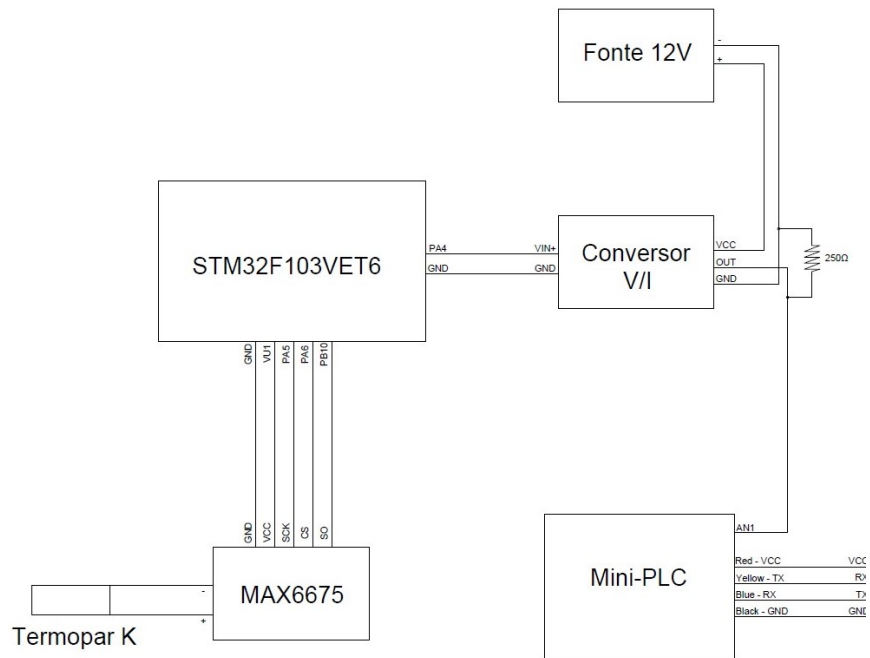 Fonte 12V
-
+
STM32F103VET6
PA4
GND
VIN+
GND
Conversor
V/I
VCC
OUT
GND
250Ω
GND
VU1
PA5
PA6
PB10
GND
VCC
SCK
CS
SO
MAX6675
-
+
Termopar K
Mini-PLC
AN1
Red - VCC
Yellow - TX
Blue - RX
Black - GND
VCC
RX
TX
GND